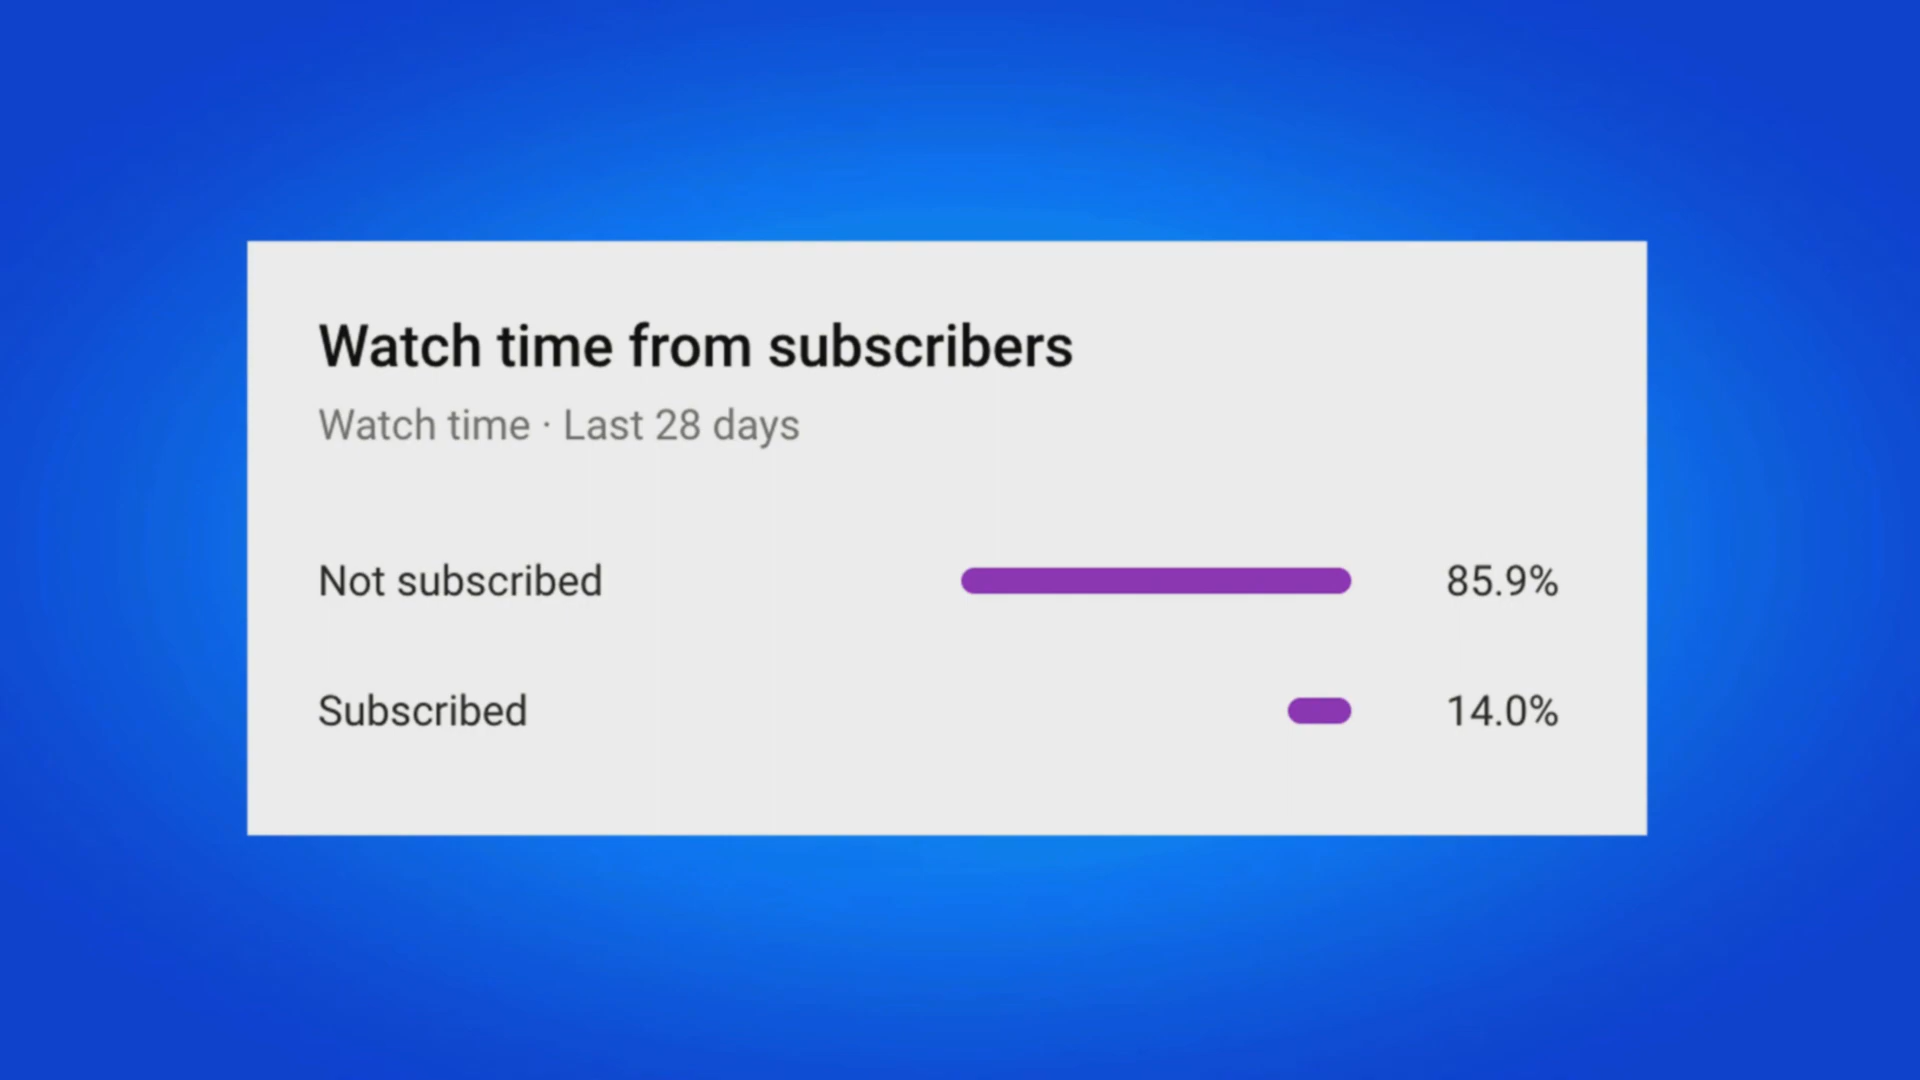 Watch time from subscribers
Watch time · Last 28 days
Not subscribed 85.9%
Subscribed 14.0%